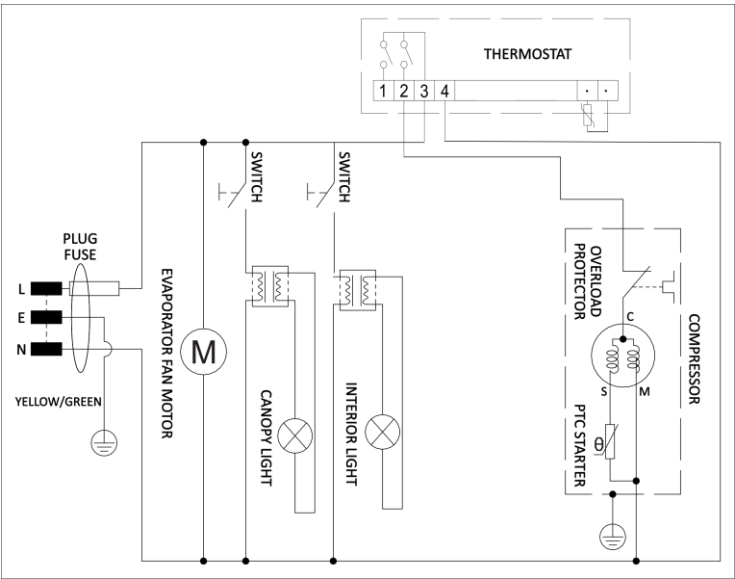 THERMOSTAT
1 2 3 4 · ·
SWITCH
SWITCH
PLUG
FUSE
L
E
N
YELLOW/GREEN
EVAPORATOR FAN MOTOR
M
CANOPY LIGHT
INTERIOR LIGHT
OVERLOAD
PROTECTOR
COMPRESSOR
C
S M
PTC STARTER
θ